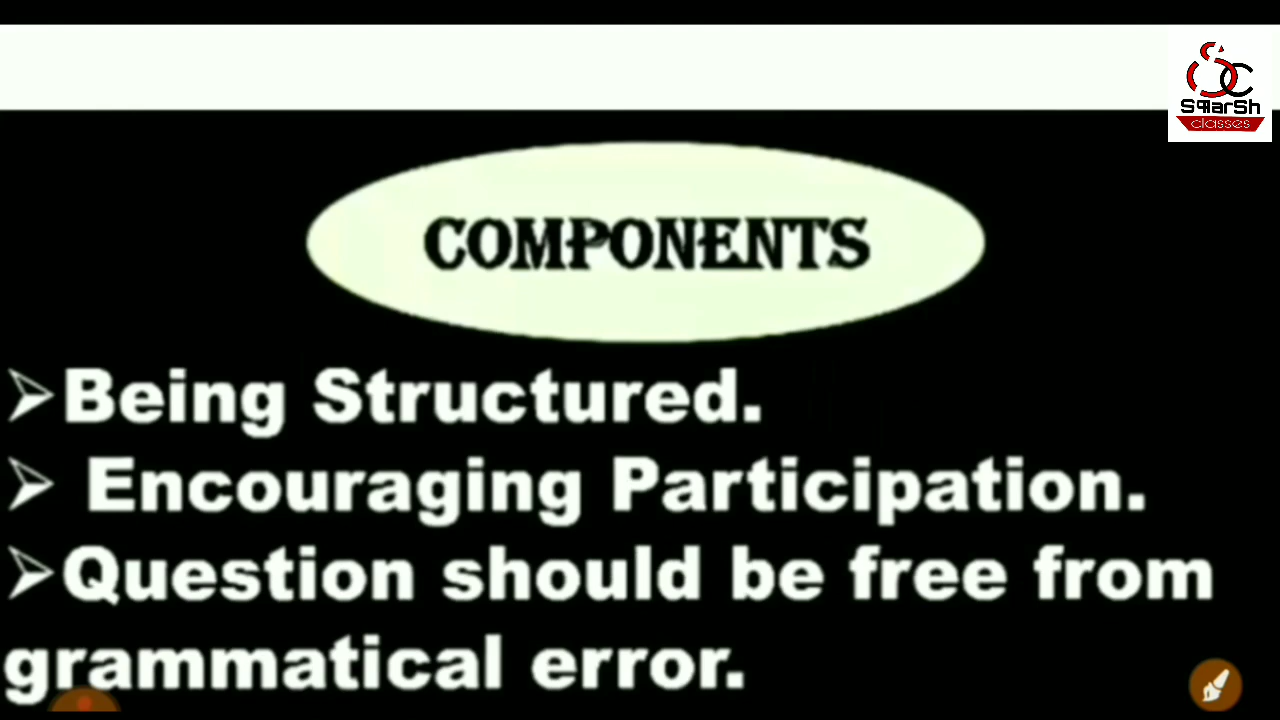 SparSh
classes
COMPONENTS
➢Being Structured.
➢ Encouraging Participation.
➢Question should be free from
grammatical error.